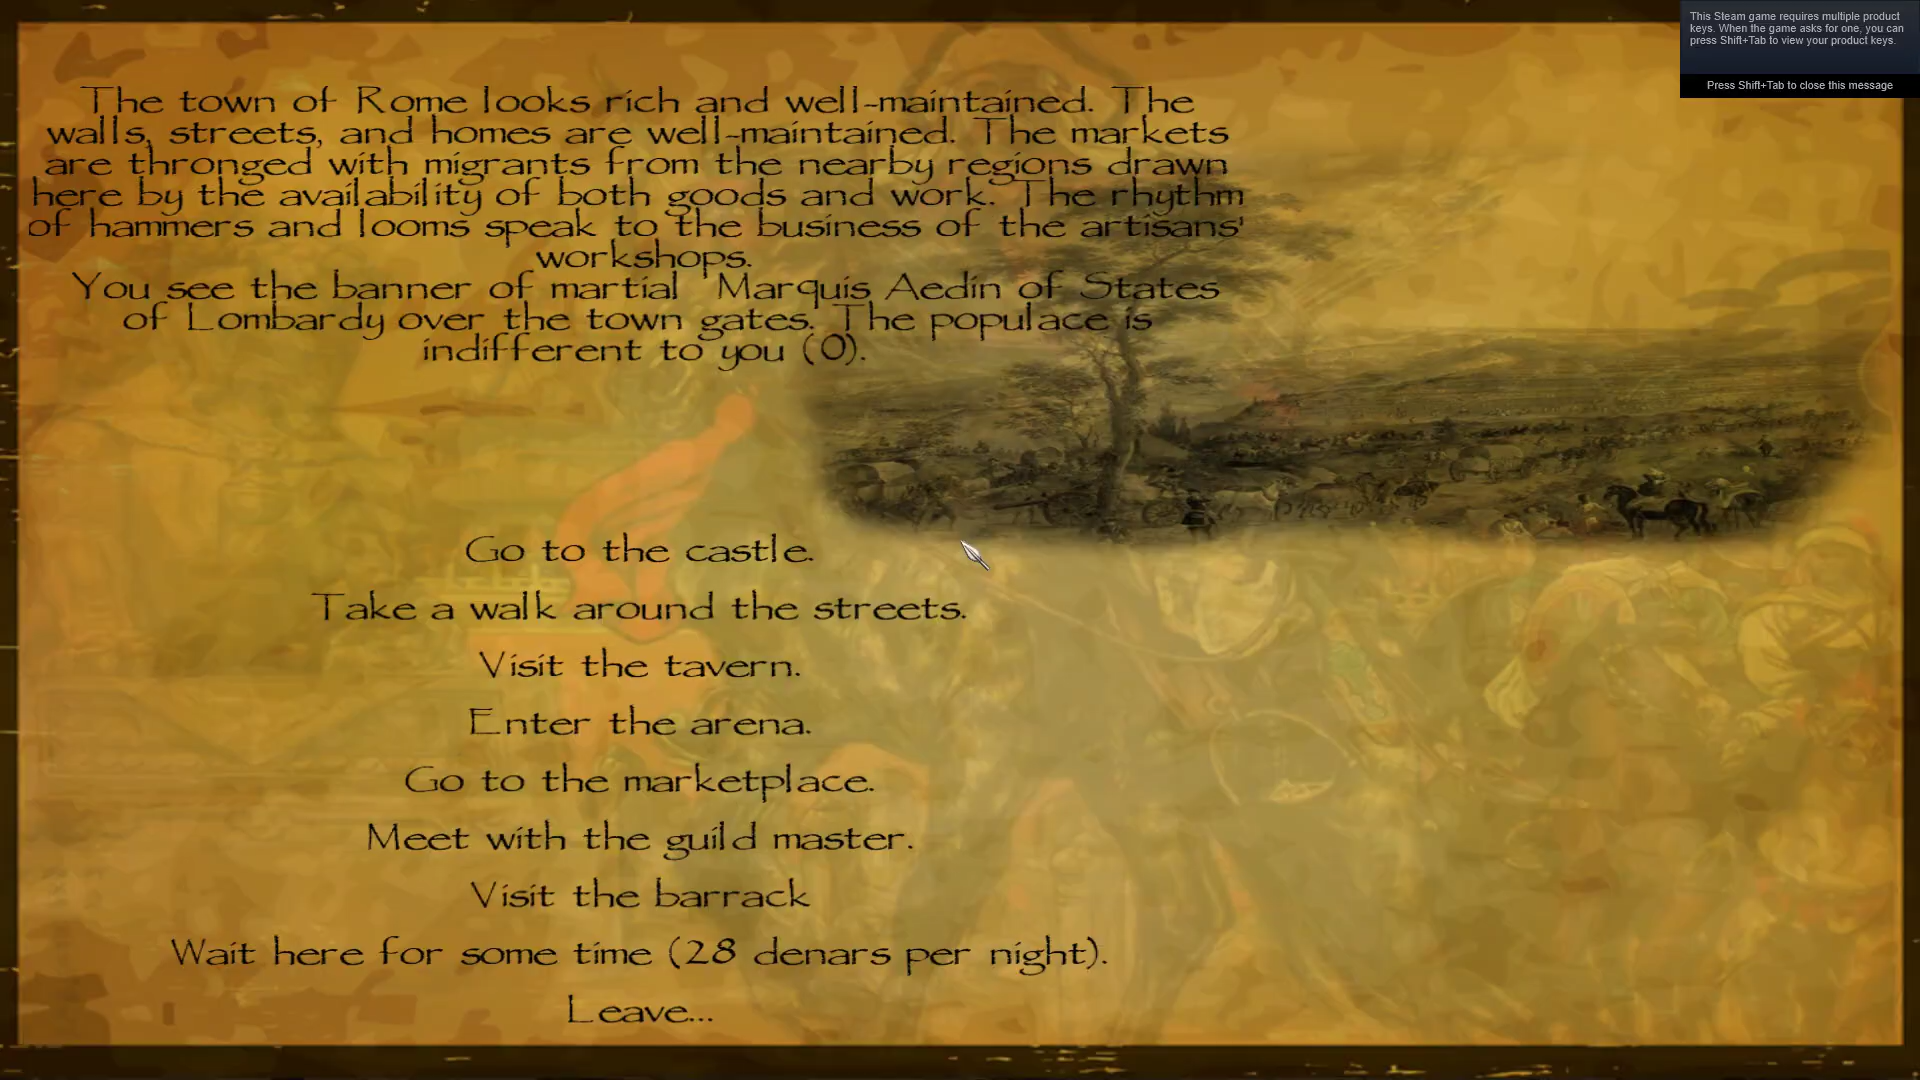 The town of Rome looks rich and well-maintained. The
walls, streets, and homes are well-maintained. The markets
are thronged with migrants from the nearby regions drawn
here by the availability of both goods and work. The rhythm
of hammers and looms speak to the business of the artisans'
workshops.
You see the banner of martial Marquis Aedin of States
of Lombardy over the town gates. The populace is
indifferent to you (0).
Go to the castle.
Take a walk around the streets.
Visit the tavern.
Enter the arena.
Go to the marketplace.
Meet with the guild master.
Visit the barrack
Wait here for some time (28 denars per night).
Leave...
This Steam game requires multiple product
keys. When the game asks for one, you can
press Shift+Tab to view your product keys.
Press Shift+Tab to close this message